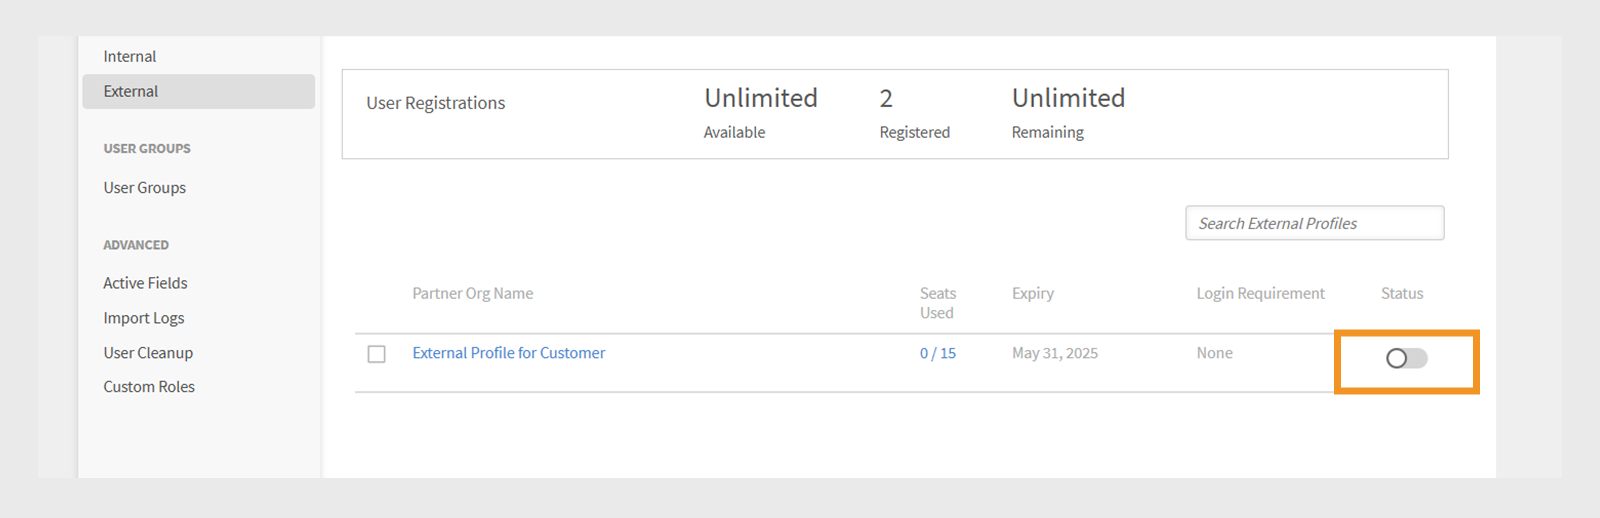 Internal
External
USER GROUPS
User Groups
ADVANCED
Active Fields
Import Logs
User Cleanup
Custom Roles
User Registrations
Unlimited
Available
2
Registered
Unlimited
Remaining
Search External Profiles
Partner Org Name
Seats
Used
Expiry
Login Requirement
Status
External Profile for Customer
0 / 15
May 31, 2025
None